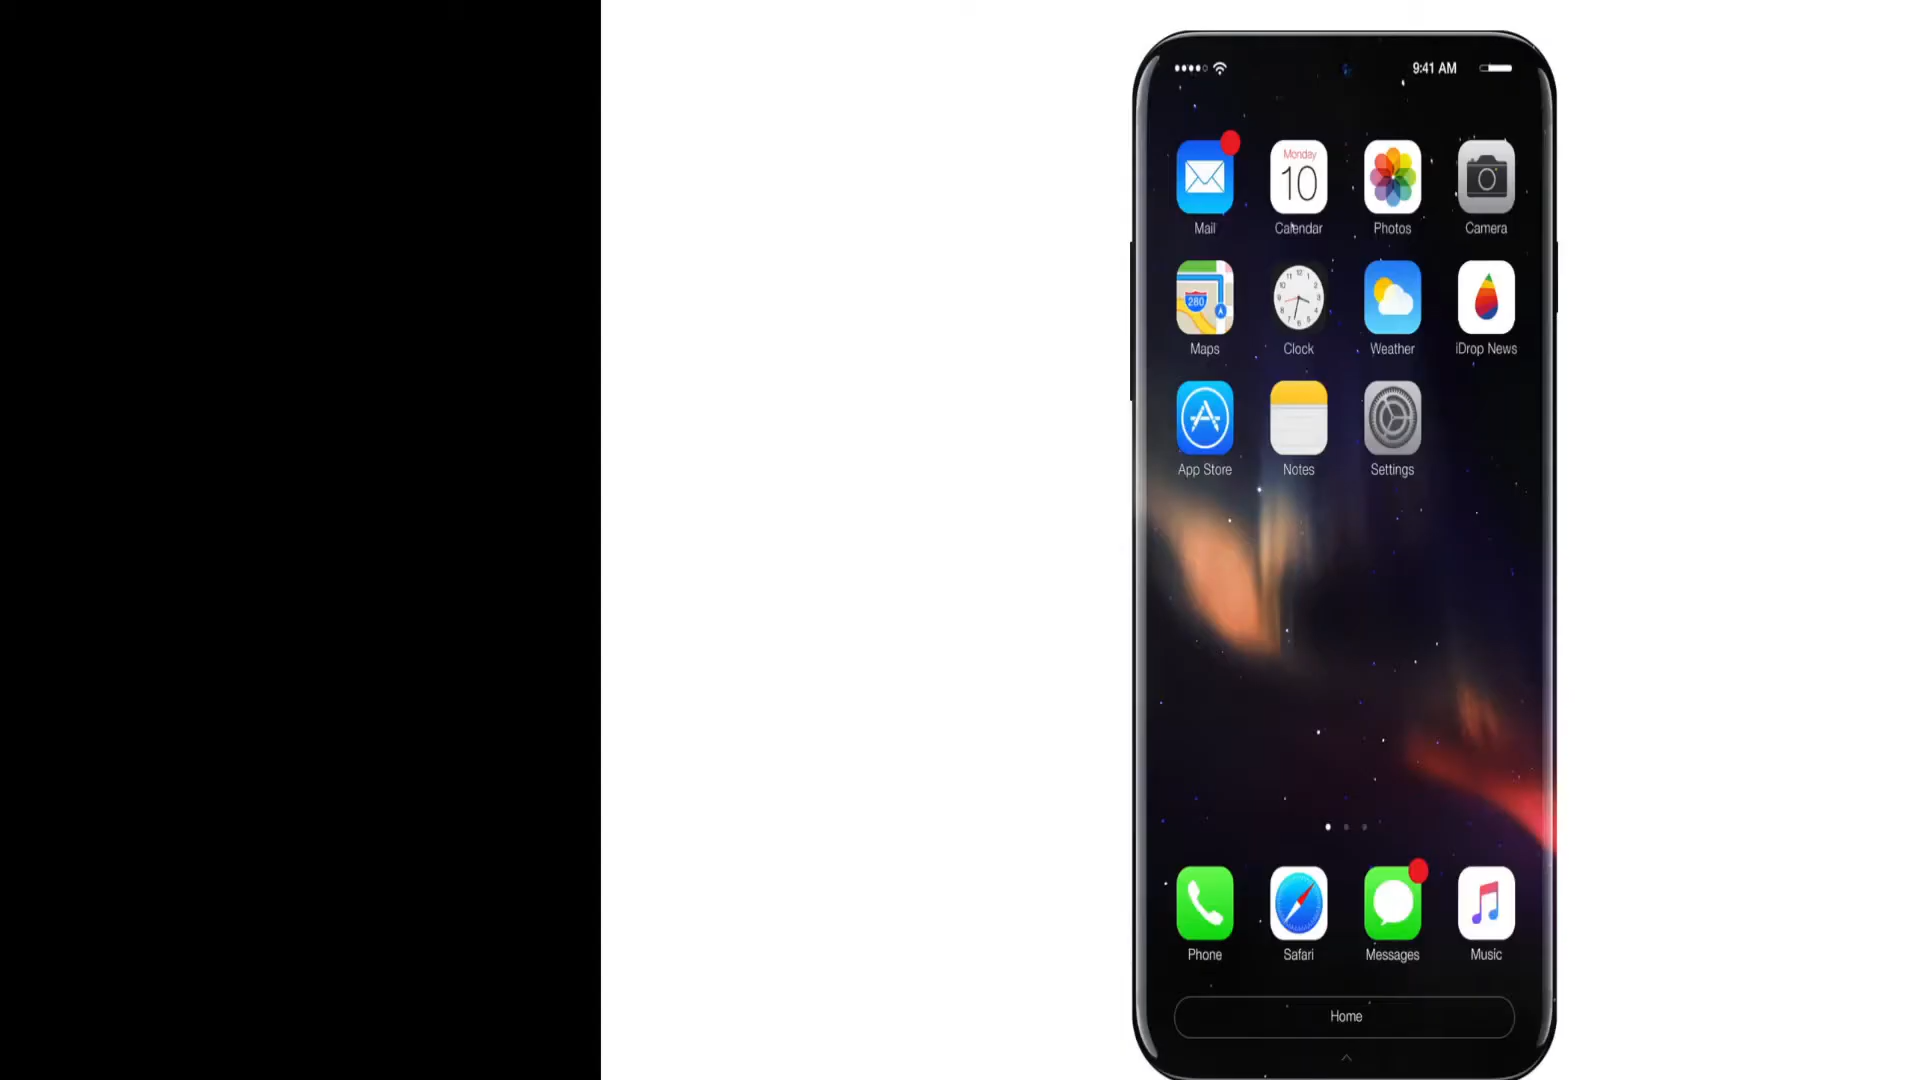 9:41 AM
Monday
10
Mail Calendar Photos Camera
280
Maps Clock Weather iDrop News
App Store Notes Settings
Phone Safari Messages Music
Home